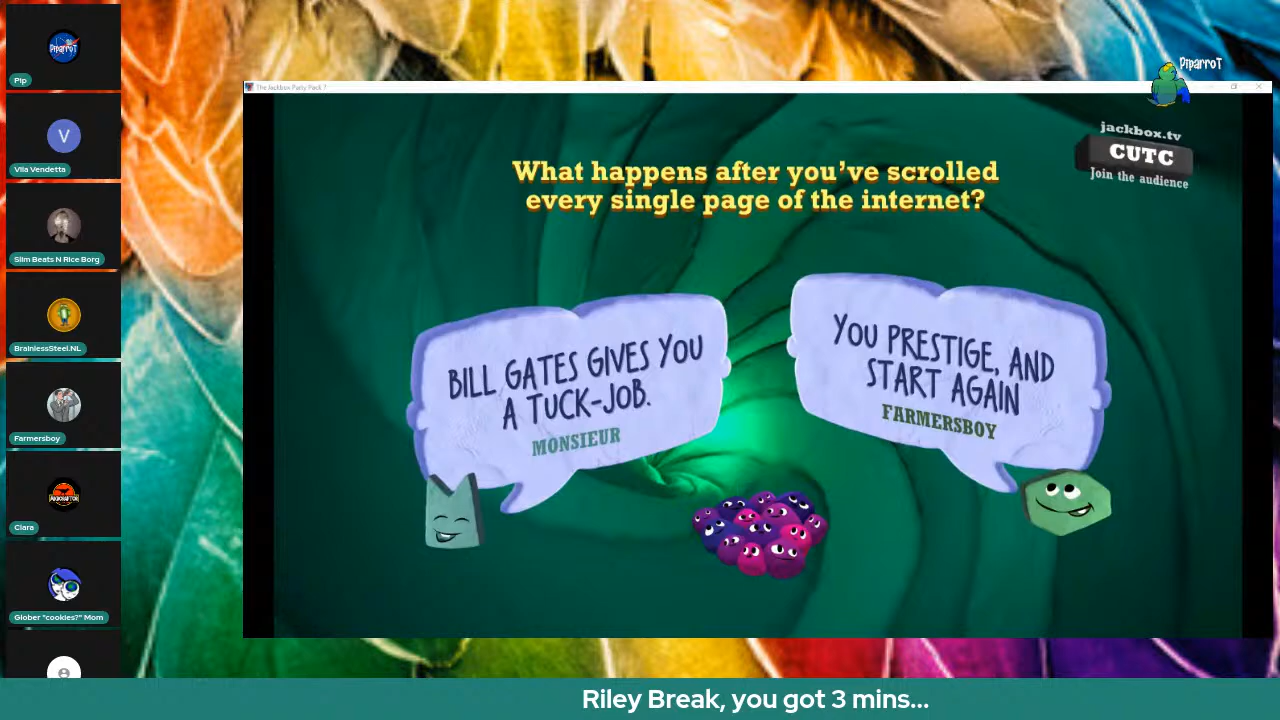 Pip
V
Vila Vendetta
Slim Beats N Rice Borg
BrainlessSteel.NL
Farmersboy
Clara
Glober "cookies?" Mom
PiparroT
The Jackbox Party Pack 7
PiparroT
jackbox.tv
CUTC
Join the audience
What happens after you've scrolled
every single page of the internet?
BILL GATES GIVES YOU
A TUCK-JOB.
MONSIEUR
YOU PRESTIGE, AND
START AGAIN
FARMERSBOY
Riley Break, you got 3 mins...